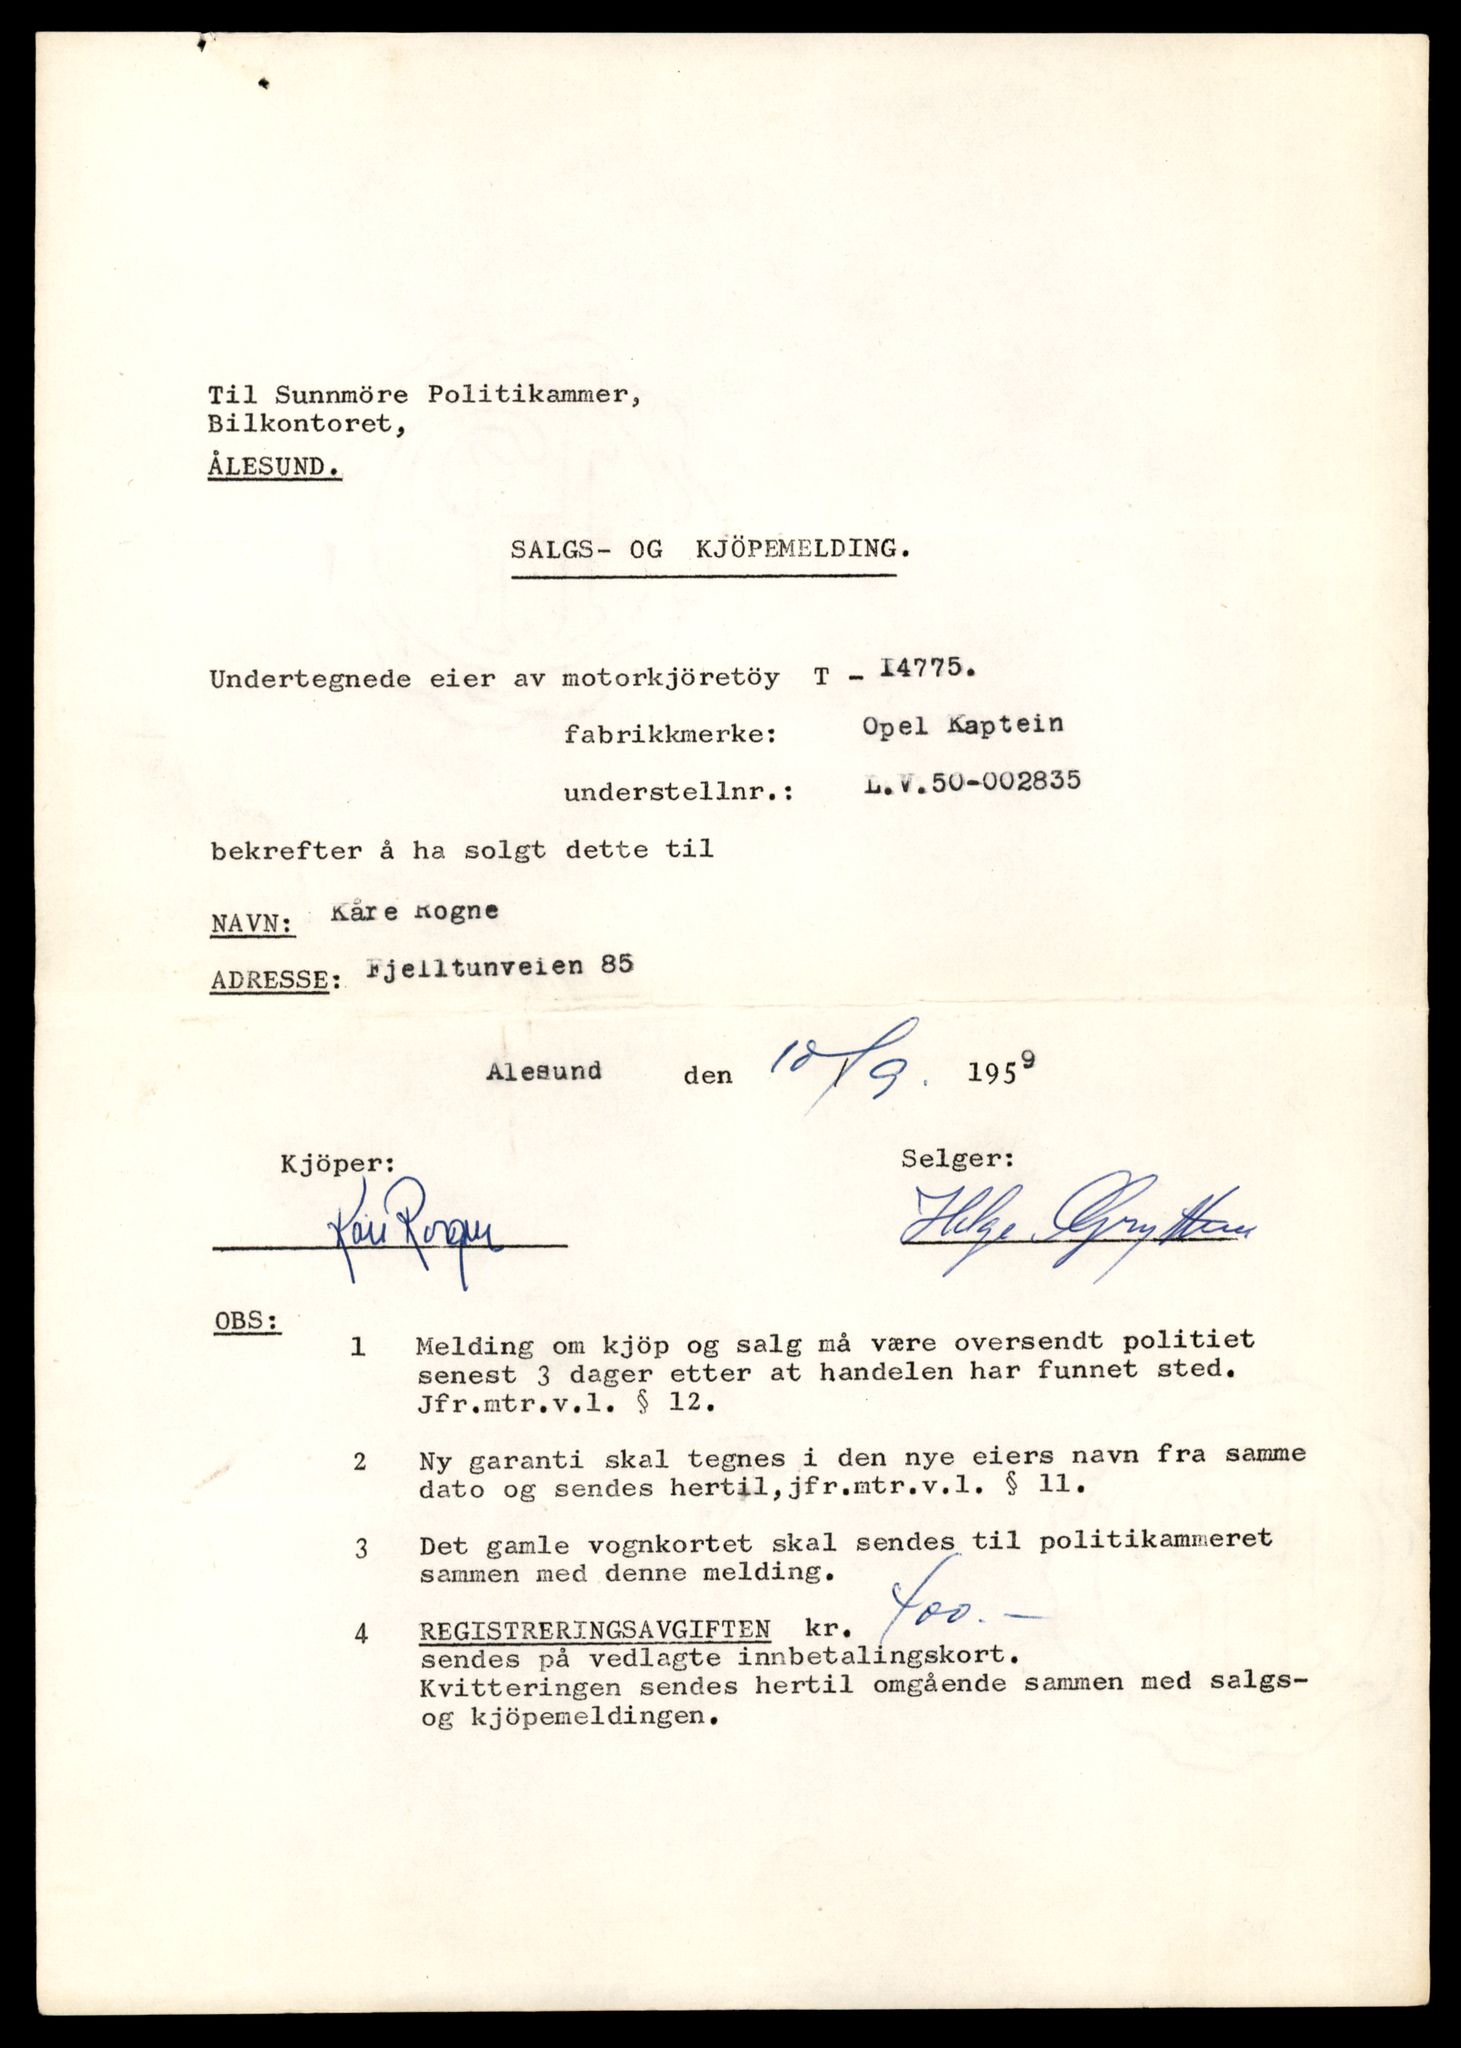 Til Sunnmöre Politikammer,
Bilkontoret,
ÅLESUND.
SALGS- OG KJÖPEMELDING.
Undertegnede eier av motorkjöretöy T - I4775.
fabrikkmerke: Opel Kaptein
understellnr.: L.V.50-002835
bekrefter å ha solgt dette til
NAVN: Kåre Rogne
ADRESSE: Fjelltunveien 85
Alesund den 10/9. 1959
Kjöper: Selger:
Kåre Rogne Helge Grytten
OBS:
1 Melding om kjöp og salg må være oversendt politiet
senest 3 dager etter at handelen har funnet sted.
Jfr.mtr.v.l. § 12.
2 Ny garanti skal tegnes i den nye eiers navn fra samme
dato og sendes hertil,jfr.mtr.v.l. § 11.
3 Det gamle vognkortet skal sendes til politikammeret
sammen med denne melding.
4 REGISTRERINGSAVGIFTEN kr. 400.-
sendes på vedlagte innbetalingskort.
Kvitteringen sendes hertil omgående sammen med salgs-
og kjöpemeldingen.